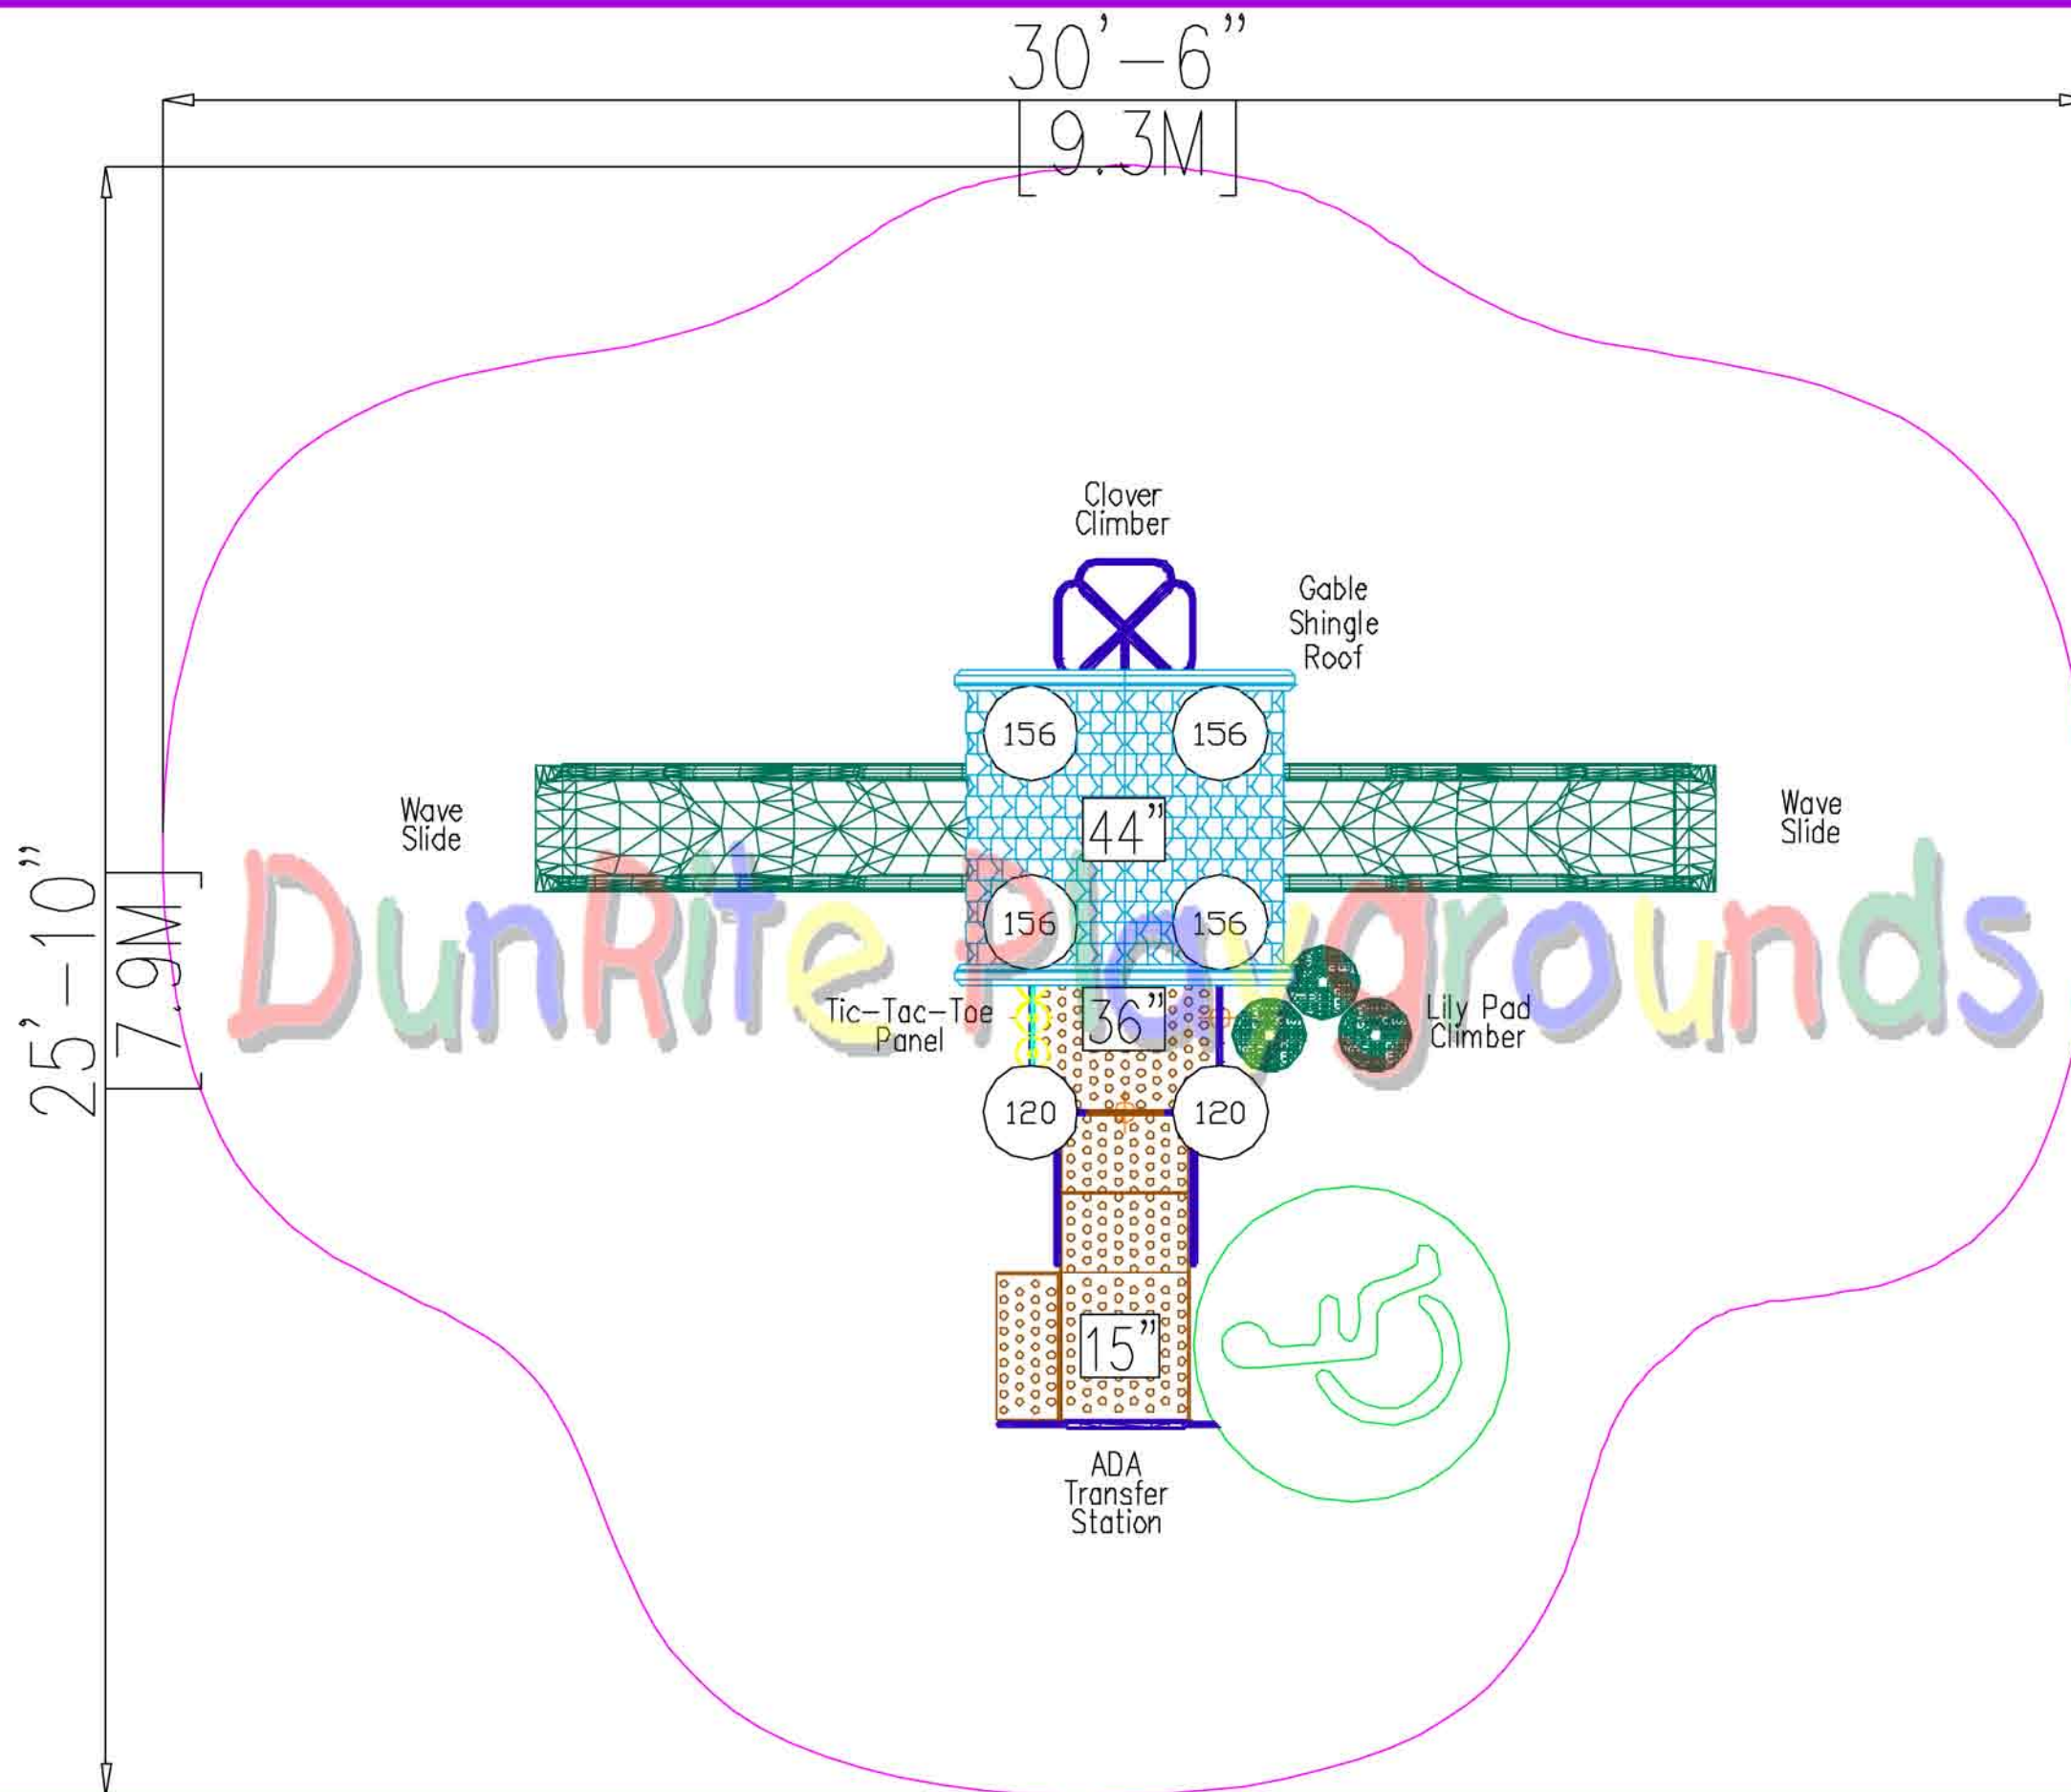 30'-6"
[9.3M]
25'-10"
[7.9M]
Clover
Climber
Gable
Shingle
Roof
156
156
Wave
Slide
44"
Wave
Slide
156
156
DunRite Playgrounds
Tic-Tac-Toe
Panel
36"
Lily Pad
Climber
120
120
15"
ADA
Transfer
Station